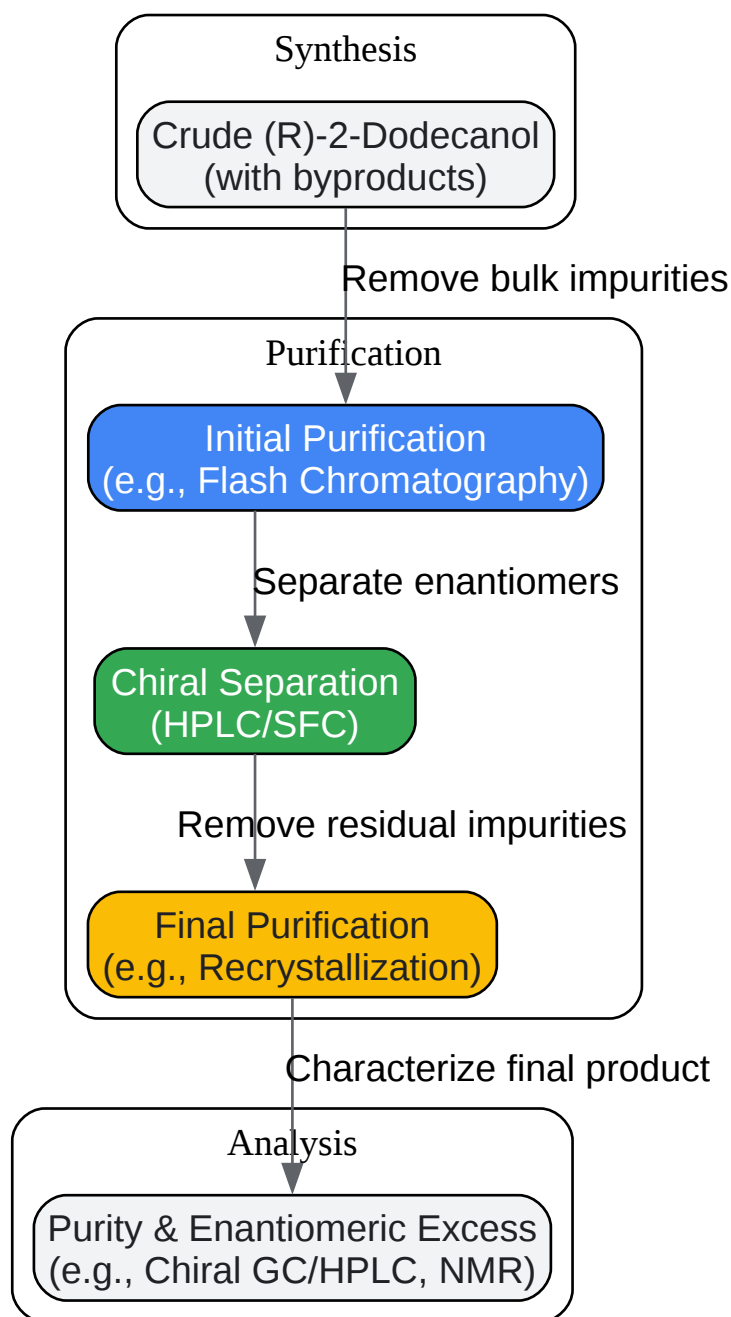 Synthesis
Crude (R)-2-Dodecanol
(with byproducts)
Remove bulk impurities
Purification
Initial Purification
(e.g., Flash Chromatography)
Separate enantiomers
Chiral Separation
(HPLC/SFC)
Remove residual impurities
Final Purification
(e.g., Recrystallization)
Characterize final product
Analysis
Purity & Enantiomeric Excess
(e.g., Chiral GC/HPLC, NMR)